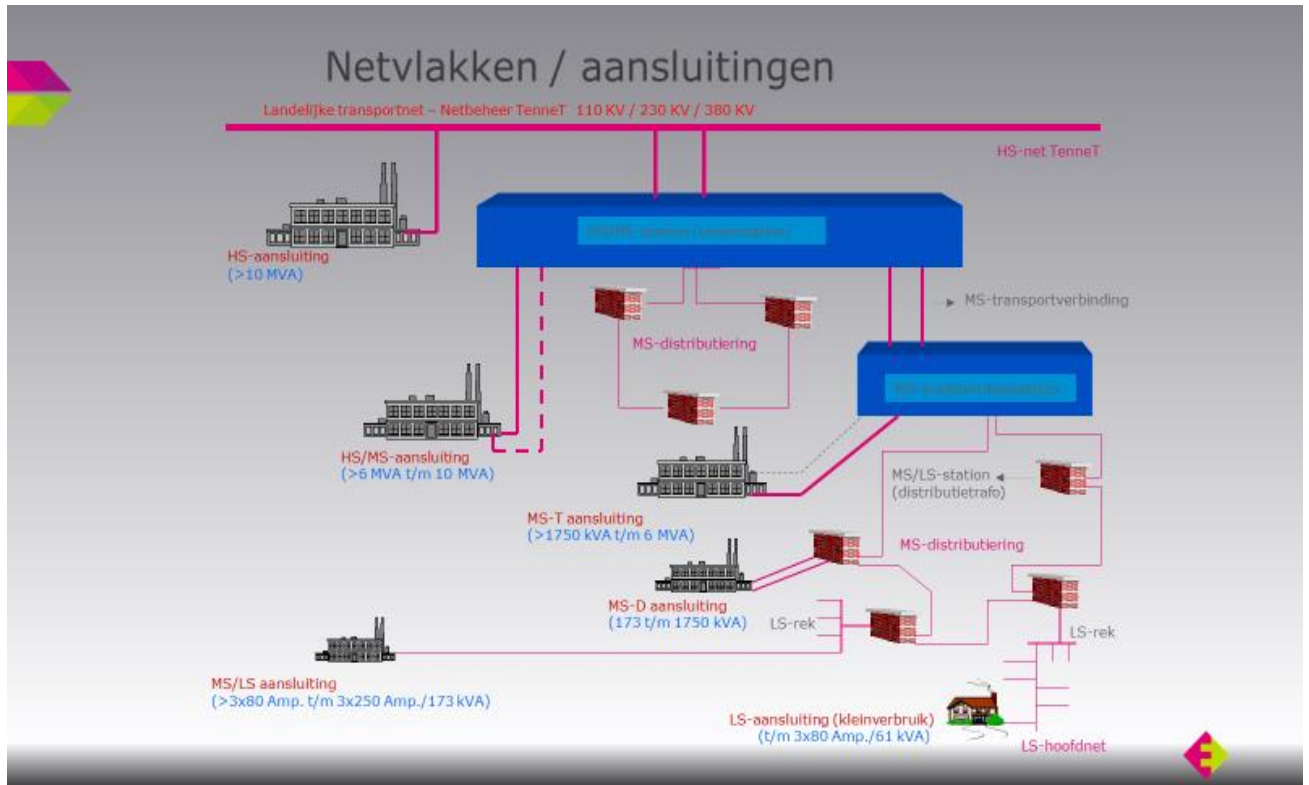 Netvlakken / aansluitingen
Landelijke transportnet – Netbeheer TenneT 110 KV / 230 KV / 380 KV
HS-net TenneT
HS-aansluiting
(>10 MVA)
MS-transportverbinding
MS-distributiering
HS/MS-aansluiting
(>6 MVA t/m 10 MVA)
MS/LS-station
(distributietrafo)
MS-T aansluiting
(>1750 kVA t/m 6 MVA)
MS-distributiering
MS-D aansluiting
(173 t/m 1750 kVA)
LS-rek
LS-rek
MS/LS aansluiting
(>3x80 Amp. t/m 3x250 Amp./173 kVA)
LS-aansluiting (kleinverbruik)
(t/m 3x80 Amp./61 kVA)
LS-hoofdnet